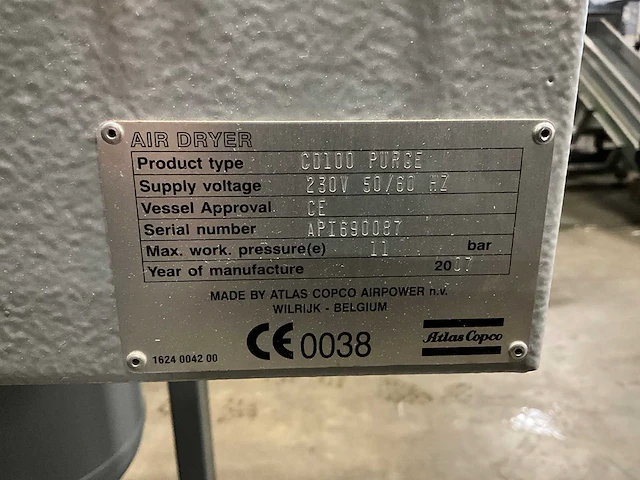 AIR DRYER
Product type CD100 PURGE
Supply voltage 230V 50/60 HZ
Vessel Approval CE
Serial number API690087
Max. work. pressure(e) 11 bar
Year of manufacture 2007
MADE BY ATLAS COPCO AIRPOWER n.v.
WILRIJK - BELGIUM
CE 0038
Atlas Copco
1624 0042 00